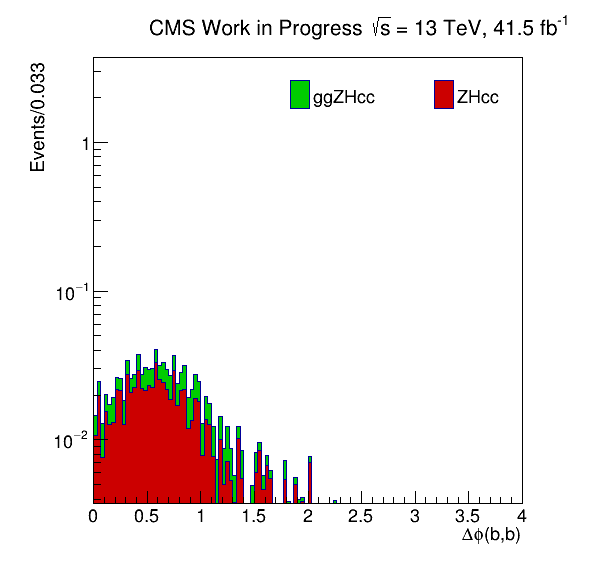 CMS Work in Progress √s = 13 TeV, 41.5 fb⁻¹
Events/0.033
ggZHcc ZHcc
1
10⁻¹
10⁻²
0 0.5 1 1.5 2 2.5 3 3.5 4
Δϕ(b,b)